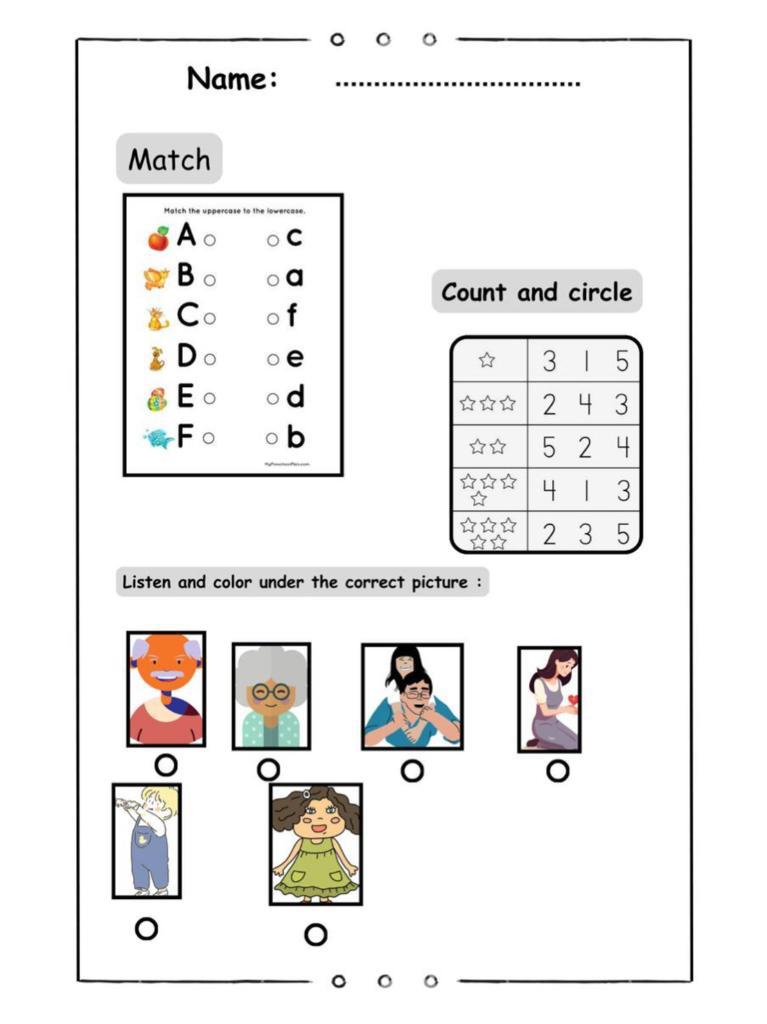 Name: ................................
Match
Match the uppercase to the lowercase.
A c
B a
C f
D e
E d
F b
MyPreschoolPlan.com
Count and circle
3 1 5
2 4 3
5 2 4
4 1 3
2 3 5
Listen and color under the correct picture :